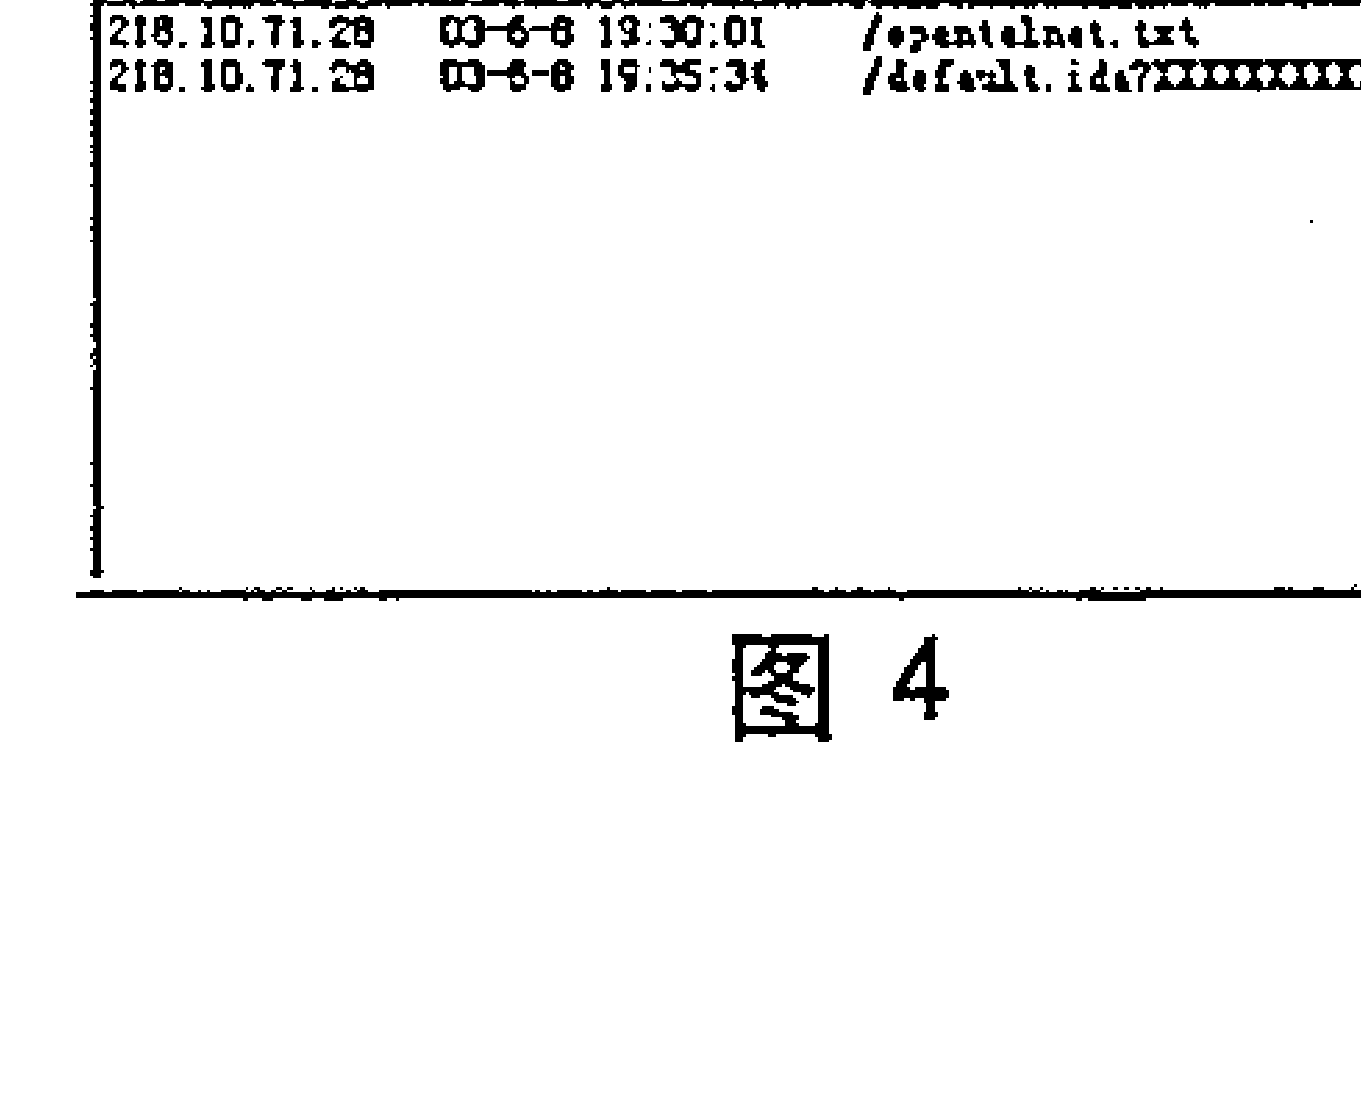 218.10.71.28 03-6-8 19:30:01 /opentelnet.txt
218.10.71.28 03-6-8 19:35:34 /default.ida?XXXXXXXXXX
图 4